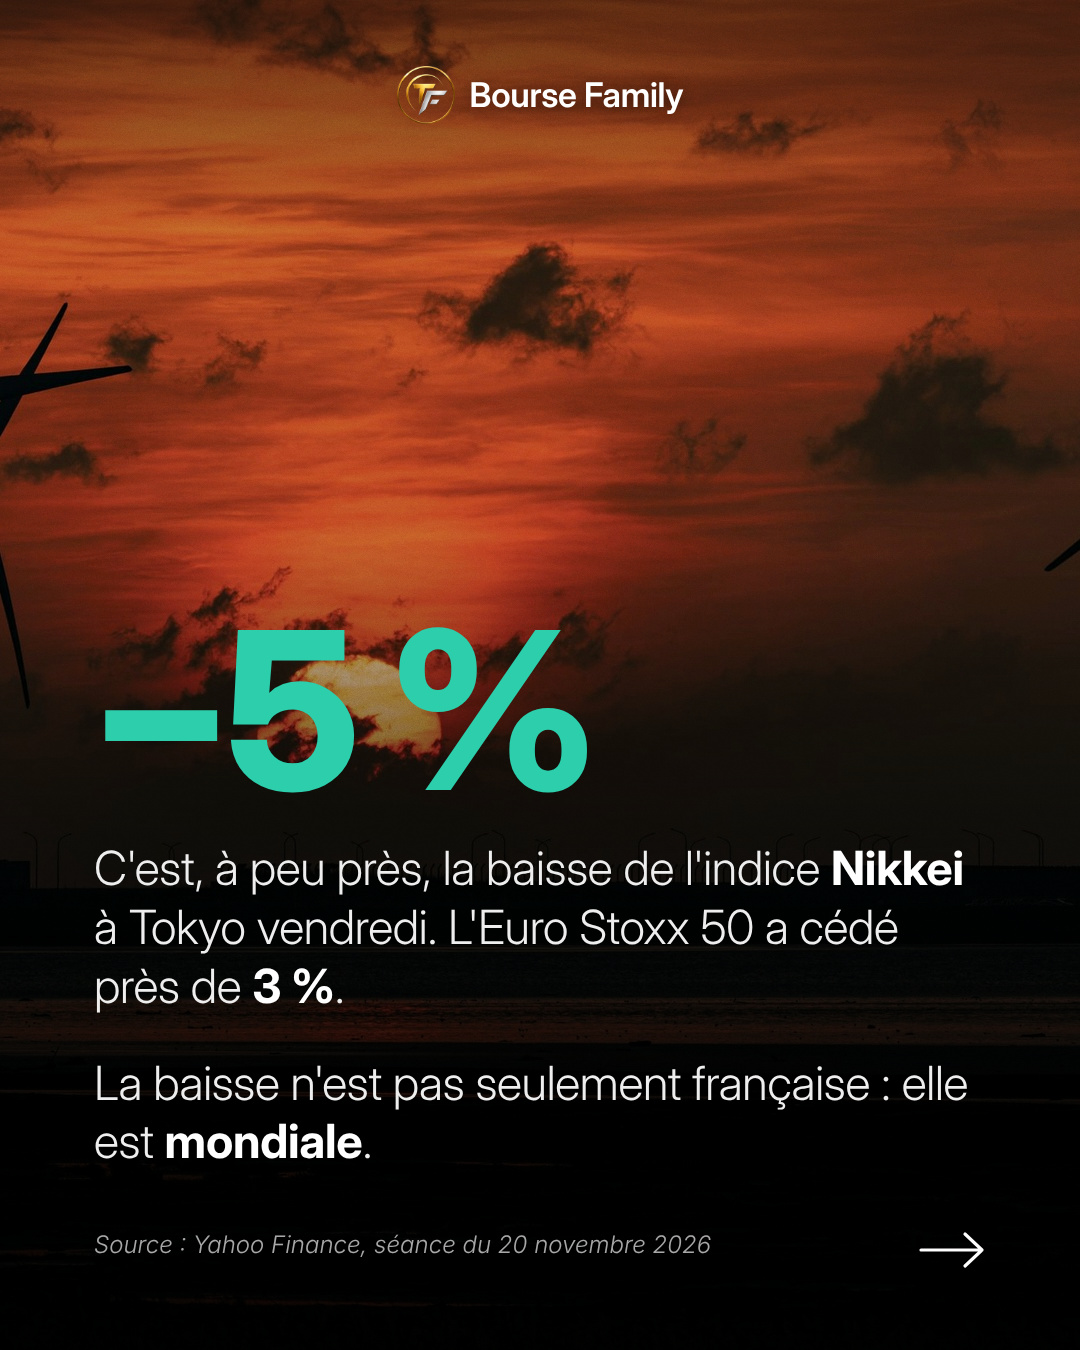 Bourse Family
–5 %
C'est, à peu près, la baisse de l'indice Nikkei
à Tokyo vendredi. L'Euro Stoxx 50 a cédé
près de 3 %.
La baisse n'est pas seulement française : elle
est mondiale.
Source : Yahoo Finance, séance du 20 novembre 2026